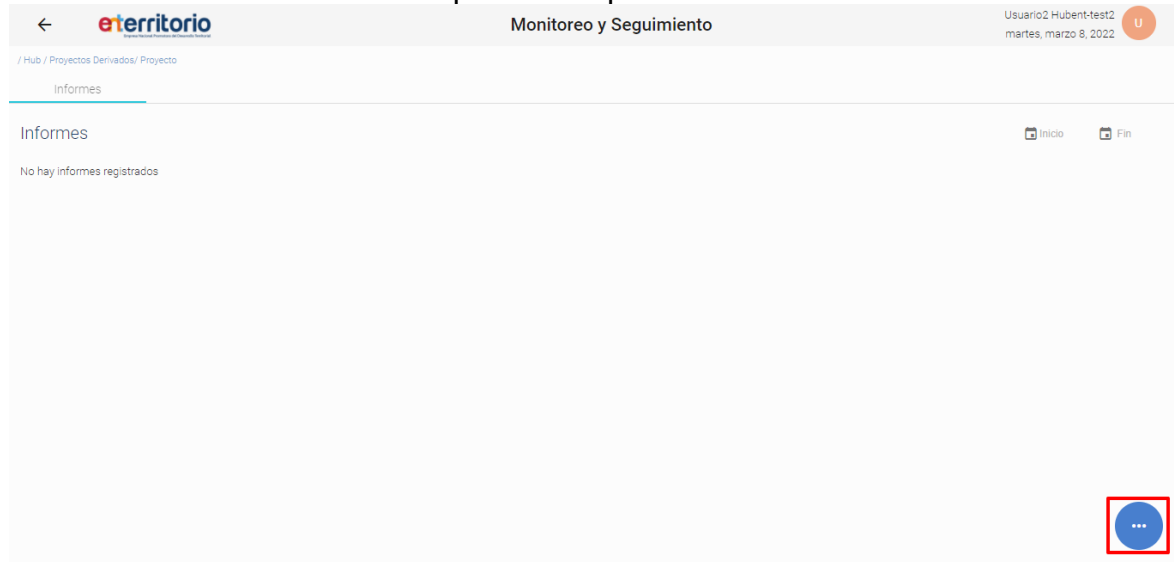 enterritorio
Monitoreo y Seguimiento
Usuario2 Hubent-test2
martes, marzo 8, 2022
U
/ Hub / Proyectos Derivados/ Proyecto
Informes
Informes
Inicio
Fin
No hay informes registrados